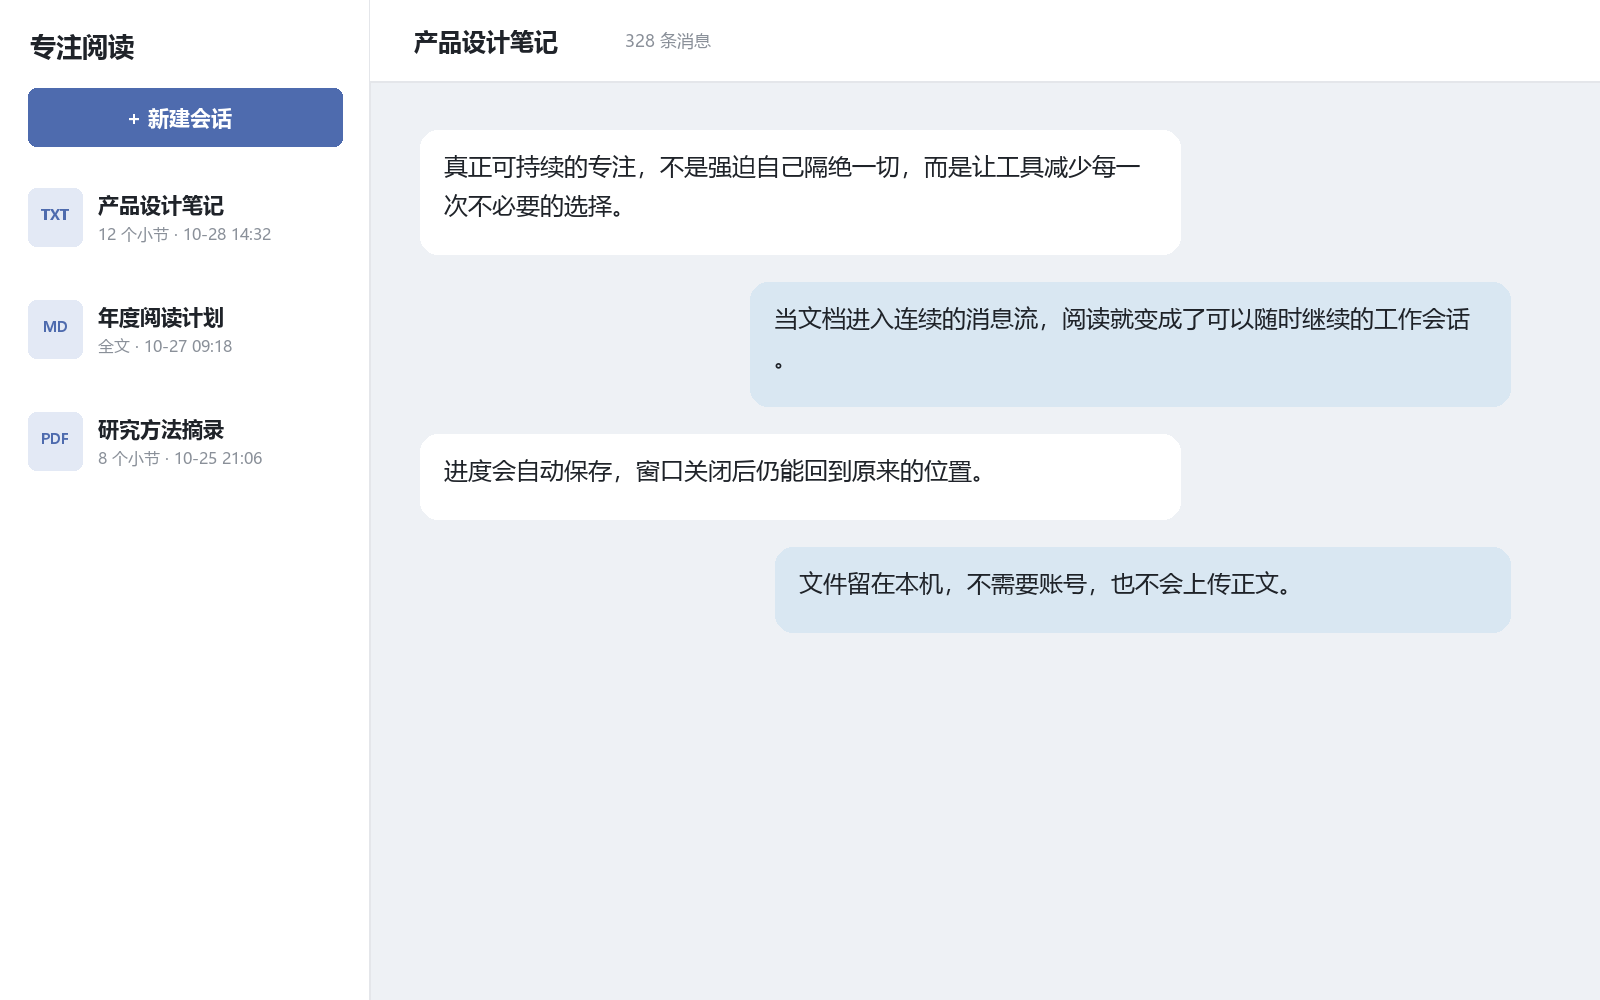 专注阅读
+ 新建会话
TXT
产品设计笔记
12 个小节 · 10-28 14:32
MD
年度阅读计划
全文 · 10-27 09:18
PDF
研究方法摘录
8 个小节 · 10-25 21:06
产品设计笔记
328 条消息
真正可持续的专注，不是强迫自己隔绝一切，而是让工具减少每一
次不必要的选择。
当文档进入连续的消息流，阅读就变成了可以随时继续的工作会话
。
进度会自动保存，窗口关闭后仍能回到原来的位置。
文件留在本机，不需要账号，也不会上传正文。